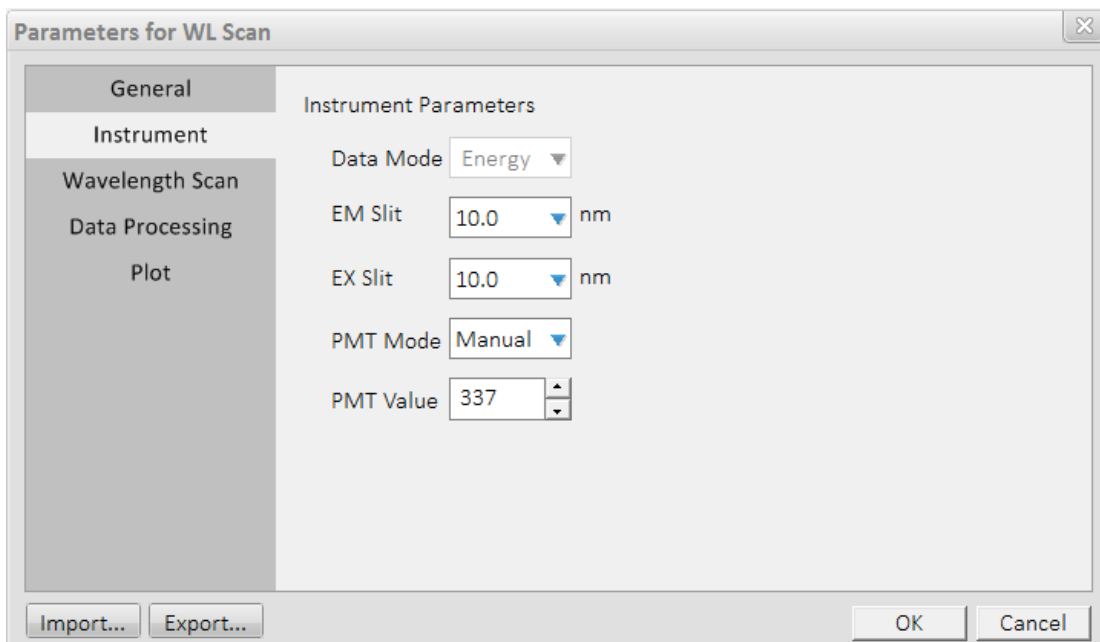 Parameters for WL Scan
General
Instrument
Wavelength Scan
Data Processing
Plot
Instrument Parameters
Data Mode Energy
EM Slit 10.0 nm
EX Slit 10.0 nm
PMT Mode Manual
PMT Value 337
Import... Export... OK Cancel